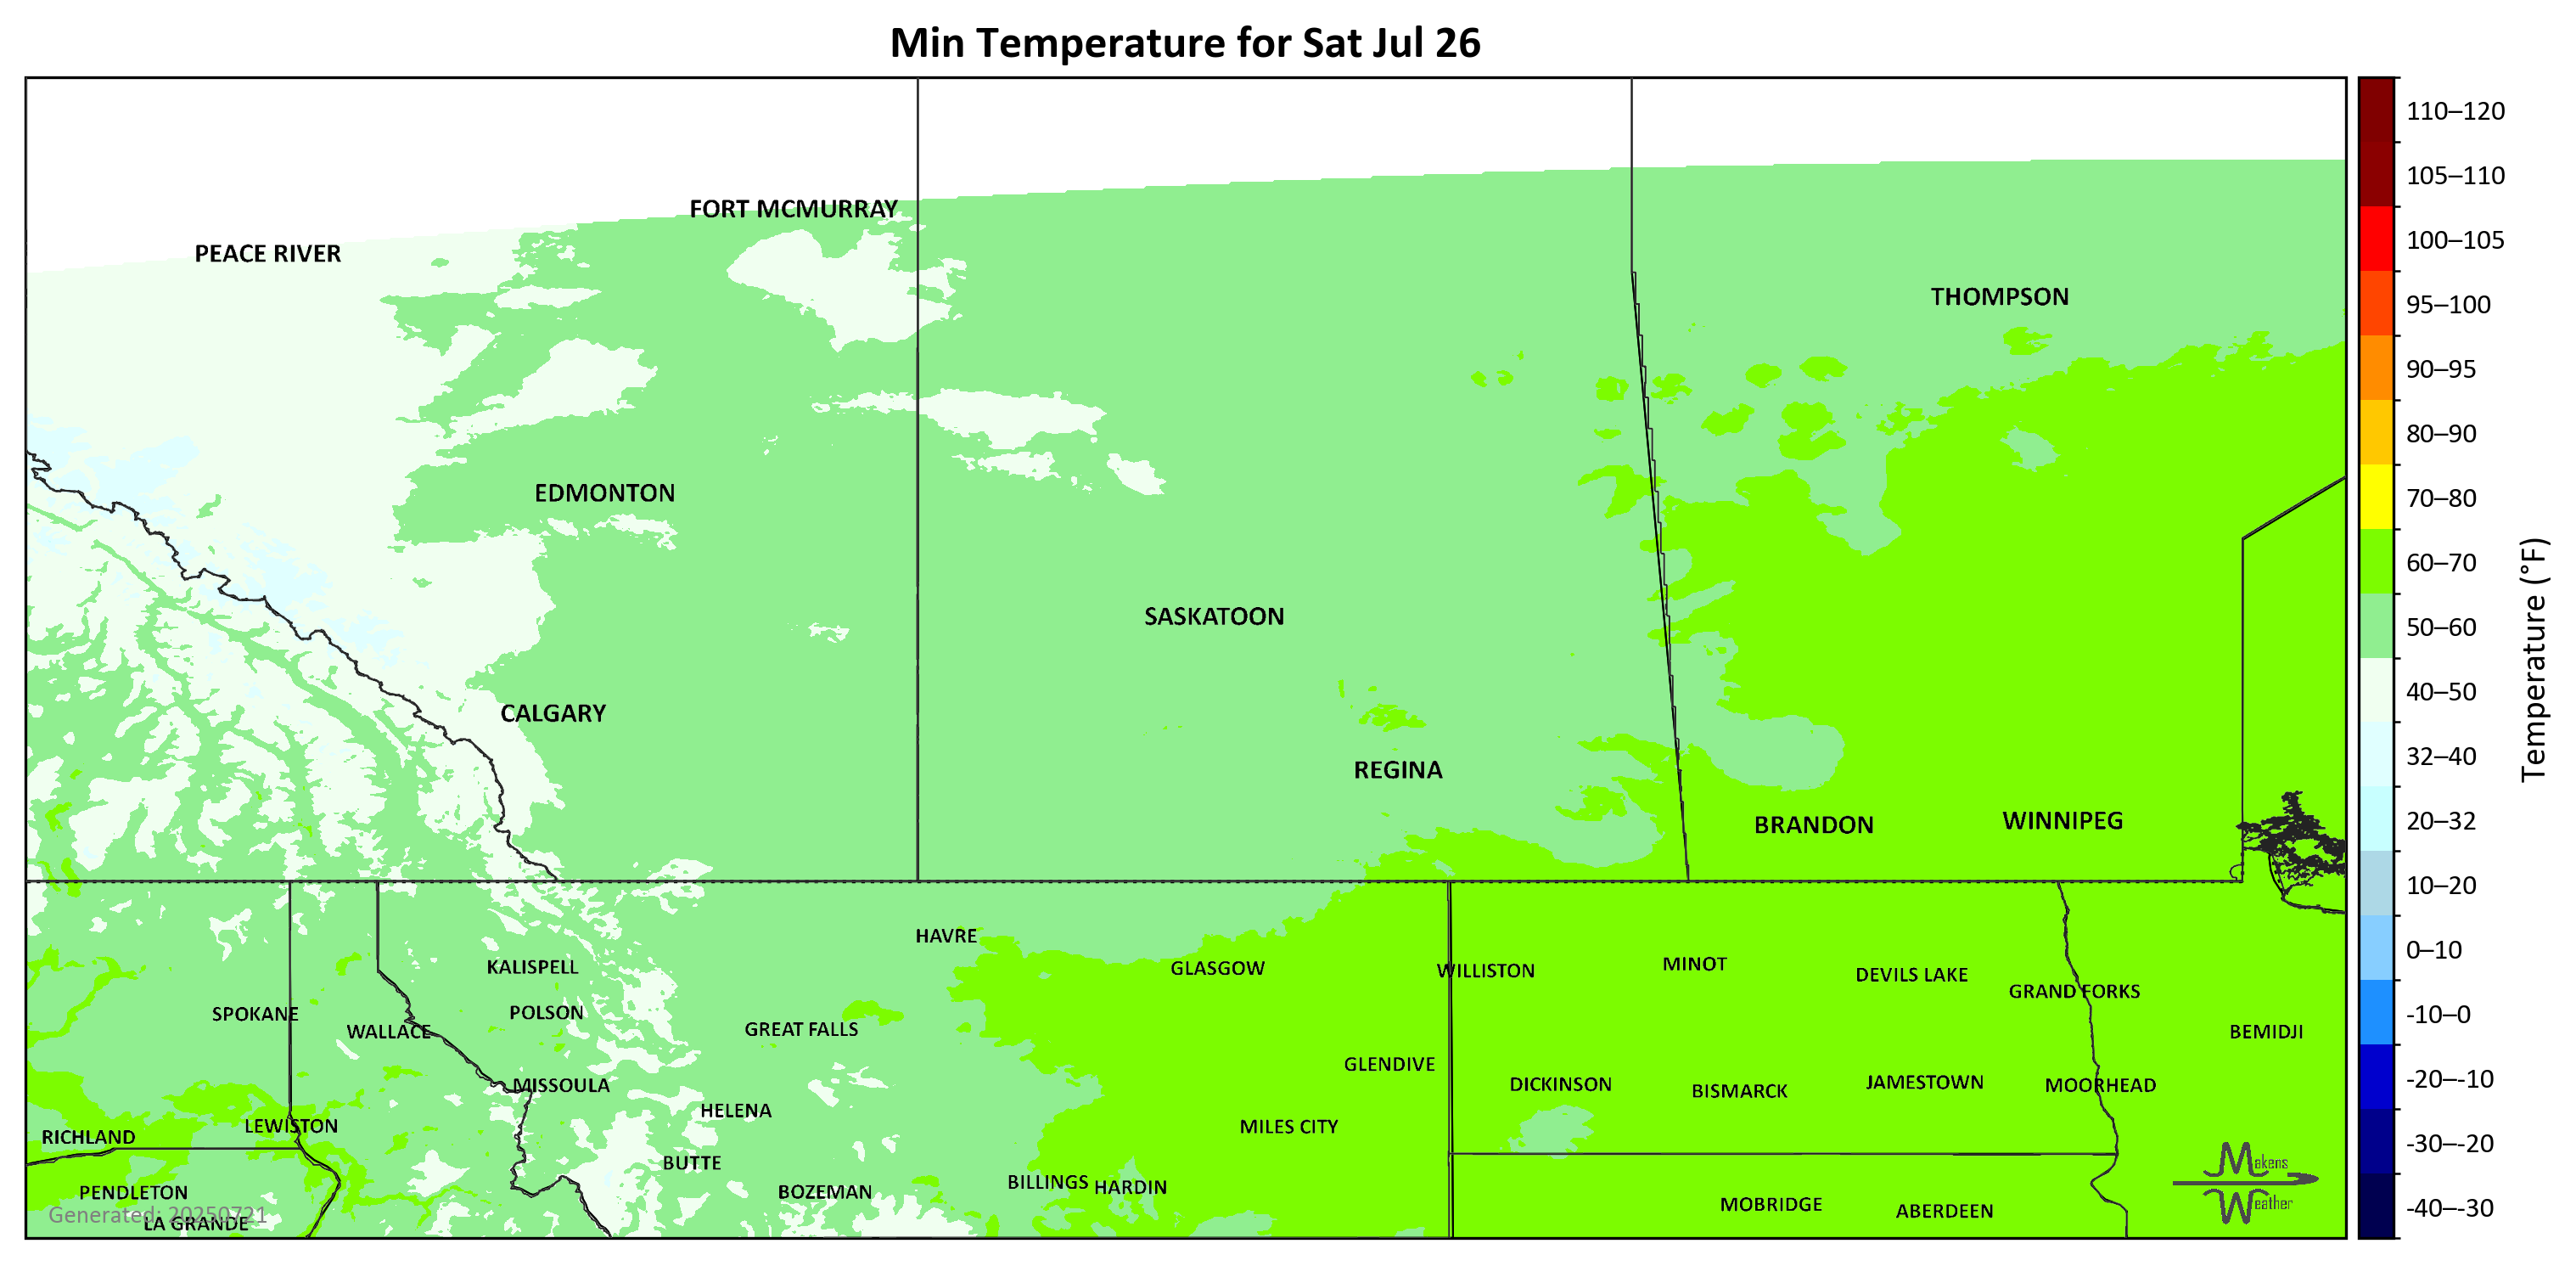 Min Temperature for Sat Jul 26
110–120
105–110
100–105
95–100
90–95
80–90
70–80
60–70
50–60
40–50
32–40
20–32
10–20
0–10
-10–0
-20–-10
-30–-20
-40–-30
Temperature (°F)
FORT MCMURRAY
PEACE RIVER
THOMPSON
EDMONTON
SASKATOON
CALGARY
REGINA
BRANDON
WINNIPEG
HAVRE
KALISPELL
GLASGOW
WILLISTON
MINOT
DEVILS LAKE
GRAND FORKS
SPOKANE
POLSON
WALLACE
GREAT FALLS
BEMIDJI
GLENDIVE
MISSOULA
DICKINSON
BISMARCK
JAMESTOWN
MOORHEAD
HELENA
LEWISTON
MILES CITY
RICHLAND
BUTTE
BILLINGS
HARDIN
PENDLETON
BOZEMAN
MOBRIDGE
ABERDEEN
Generated: 20250721
LA GRANDE
Makens
Weather